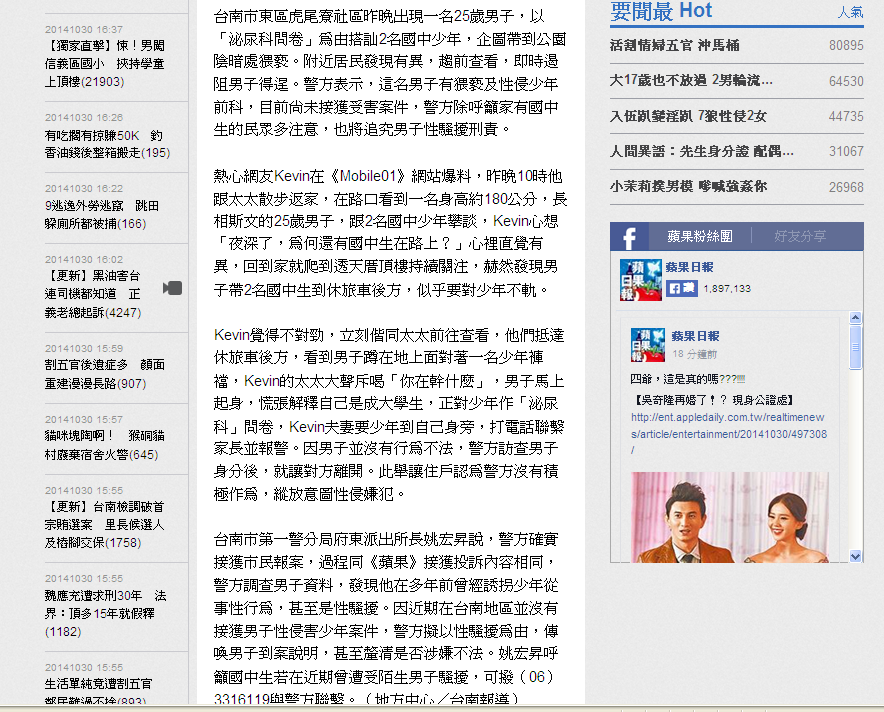 20141030 16:37
【獨家直擊】悚！男闖
信義區國小　挾持學童
上頂樓(21903)
20141030 16:26
有吃擱有掠賺50K　釣
香油錢後整箱搬走(195)
20141030 16:22
9逃逸外勞逃竄　跳田
躲廁所都被捕(166)
20141030 16:02
【更新】黑油害台
連司機都知道　正
義老總起訴(4247)
20141030 15:59
割五官後遺症多　顏面
重建漫漫長路(907)
20141030 15:57
貓咪塊陶啊！　猴硐貓
村廢棄宿舍火警(645)
20141030 15:55
【更新】台南檢調破首
宗賄選案　里長候選人
及樁腳交保(1758)
20141030 15:55
魏應充遭求刑30年　法
界：頂多15年就假釋
(1182)
20141030 15:55
生活單純竟遭割五官
鄰居難過不捨(893)
台南市東區虎尾寮社區昨晚出現一名25歲男子，以
「泌尿科問卷」為由搭訕2名國中少年，企圖帶到公園
陰暗處猥褻。附近居民發現有異，趨前查看，即時遏
阻男子得逞。警方表示，這名男子有猥褻及性侵少年
前科，目前尚未接獲受害案件，警方除呼籲家有國中
生的民眾多注意，也將追究男子性騷擾刑責。
熱心網友Kevin在《Mobile01》網站爆料，昨晚10時他
跟太太散步返家，在路口看到一名身高約180公分，長
相斯文的25歲男子，跟2名國中少年攀談，Kevin心想
「夜深了，為何還有國中生在路上？」心裡直覺有
異，回到家就爬到透天厝頂樓持續關注，赫然發現男
子帶2名國中生到休旅車後方，似乎要對少年不軌。
Kevin覺得不對勁，立刻偕同太太前往查看，他們抵達
休旅車後方，看到男子蹲在地上面對著一名少年褲
襠，Kevin的太太大聲斥喝「你在幹什麼」，男子馬上
起身，慌張解釋自己是成大學生，正對少年作「泌尿
科」問卷，Kevin夫妻要少年到自己身旁，打電話聯繫
家長並報警。因男子並沒有行為不法，警方訪查男子
身分後，就讓對方離開。此舉讓住戶認為警方沒有積
極作為，縱放意圖性侵嫌犯。
台南市第一警分局府東派出所長姚宏昇說，警方確實
接獲市民報案，過程同《蘋果》接獲投訴內容相同，
警方調查男子資料，發現他在多年前曾經誘拐少年從
事性行為，甚至是性騷擾。因近期在台南地區並沒有
接獲男子性侵害少年案件，警方擬以性騷擾為由，傳
喚男子到案說明，甚至釐清是否涉嫌不法。姚宏昇呼
籲國中生若在近期曾遭受陌生男子騷擾，可撥（06）
3316119與警方聯繫。（地方中心／台南報導）
要聞最 Hot 人氣
活割情婦五官 沖馬桶 80895
大17歲也不放過 2男輪流... 64530
入伍趴變淫趴 7狼性侵2女 44735
人間異語：先生身分證 配偶... 31067
小茉莉撲男模 嗲喊強姦你 26968
蘋果粉絲團 好友分享
蘋果日報
讚 1,897,133
蘋果日報
18 分鐘前
四爺，這是真的嗎???!!!!
【吳奇隆再婚了！？ 現身公證處】
http://ent.appledaily.com.tw/realtimenew
s/article/entertainment/20141030/497308
/